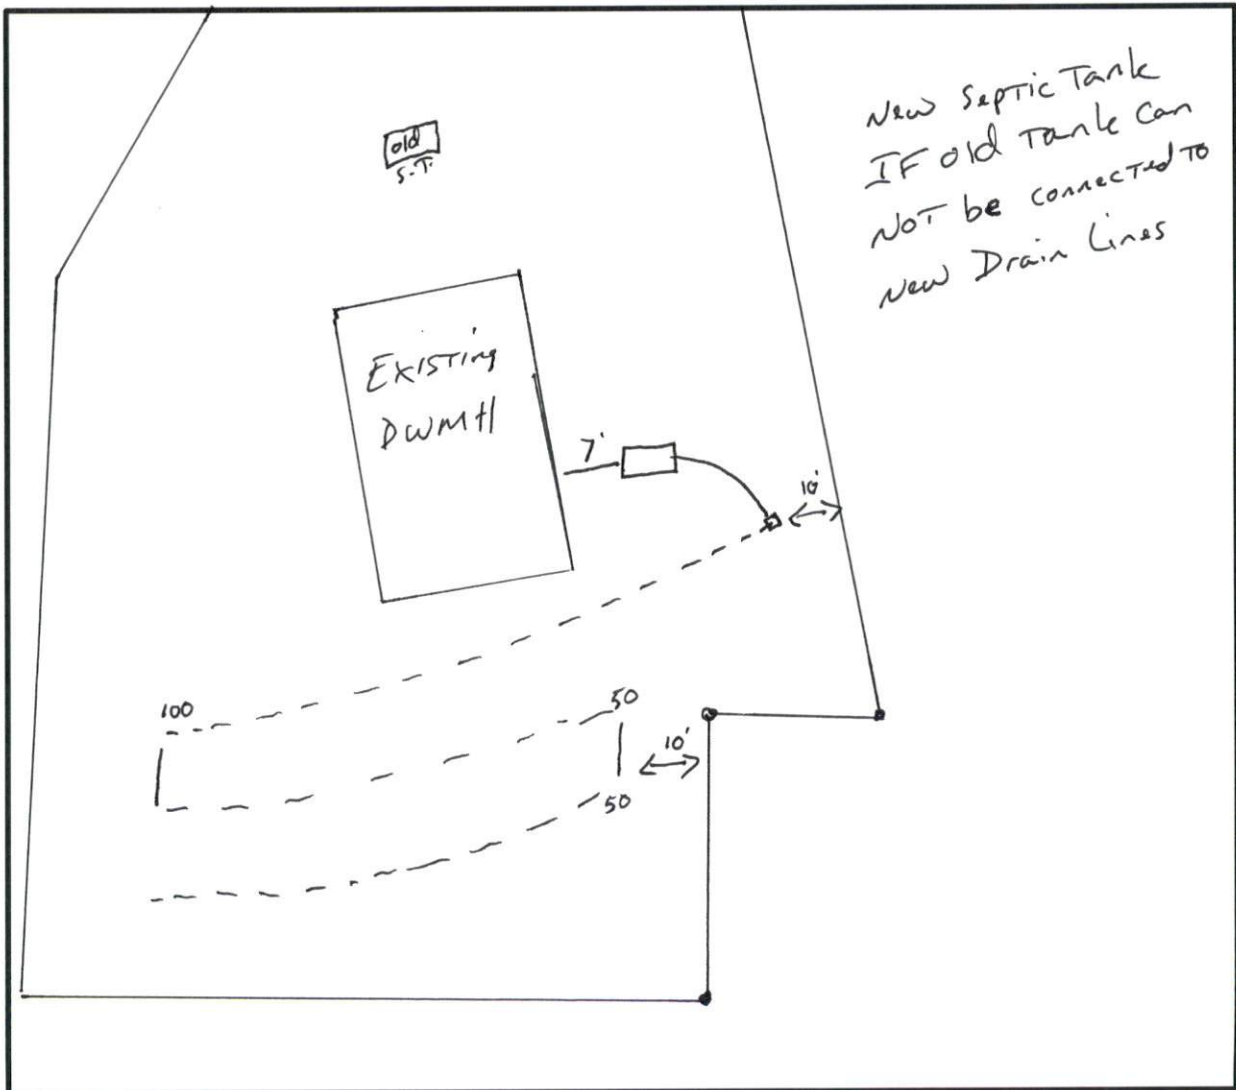 New Septic Tank
IF old Tank Can
NOT be connected TO
New Drain Lines
old
S.T.
Existing
DWMH
7'
10'
100
50
10'
50